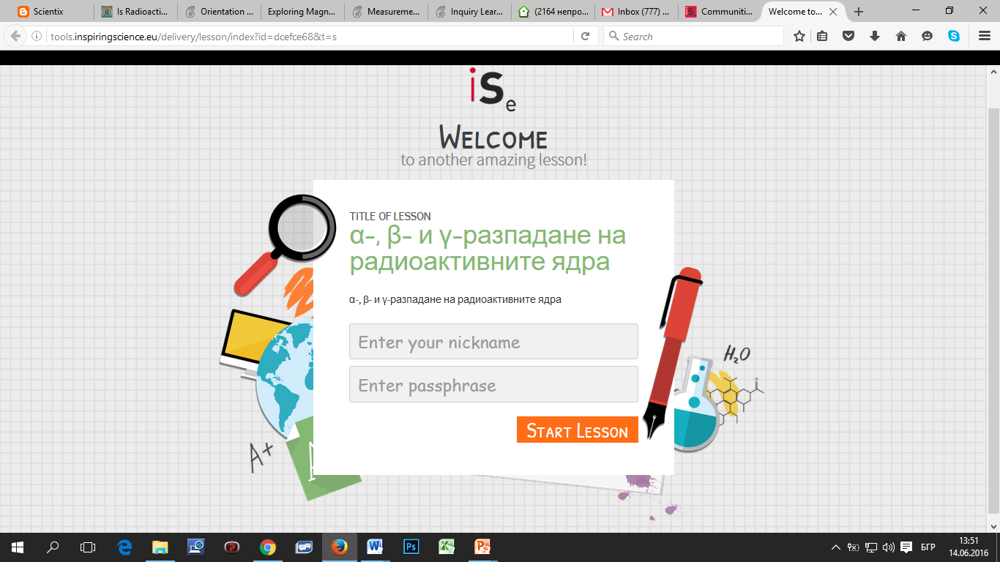 Scientix
Is Radioacti...
Orientation ...
Exploring Magn...
Measureme...
Inquiry Lear...
(2164 непро...
Inbox (777) ...
Communiti...
Welcome to...
tools.inspiringscience.eu/delivery/lesson/index?id=dcefce68&t=s
Search
iSe
Welcome
to another amazing lesson!
TITLE OF LESSON
α-, β- и γ-разпадане на
радиоактивните ядра
α-, β- и γ-разпадане на радиоактивните ядра
Enter your nickname
Enter passphrase
Start Lesson
H₂O
A+
БГР
13:51
14.06.2016